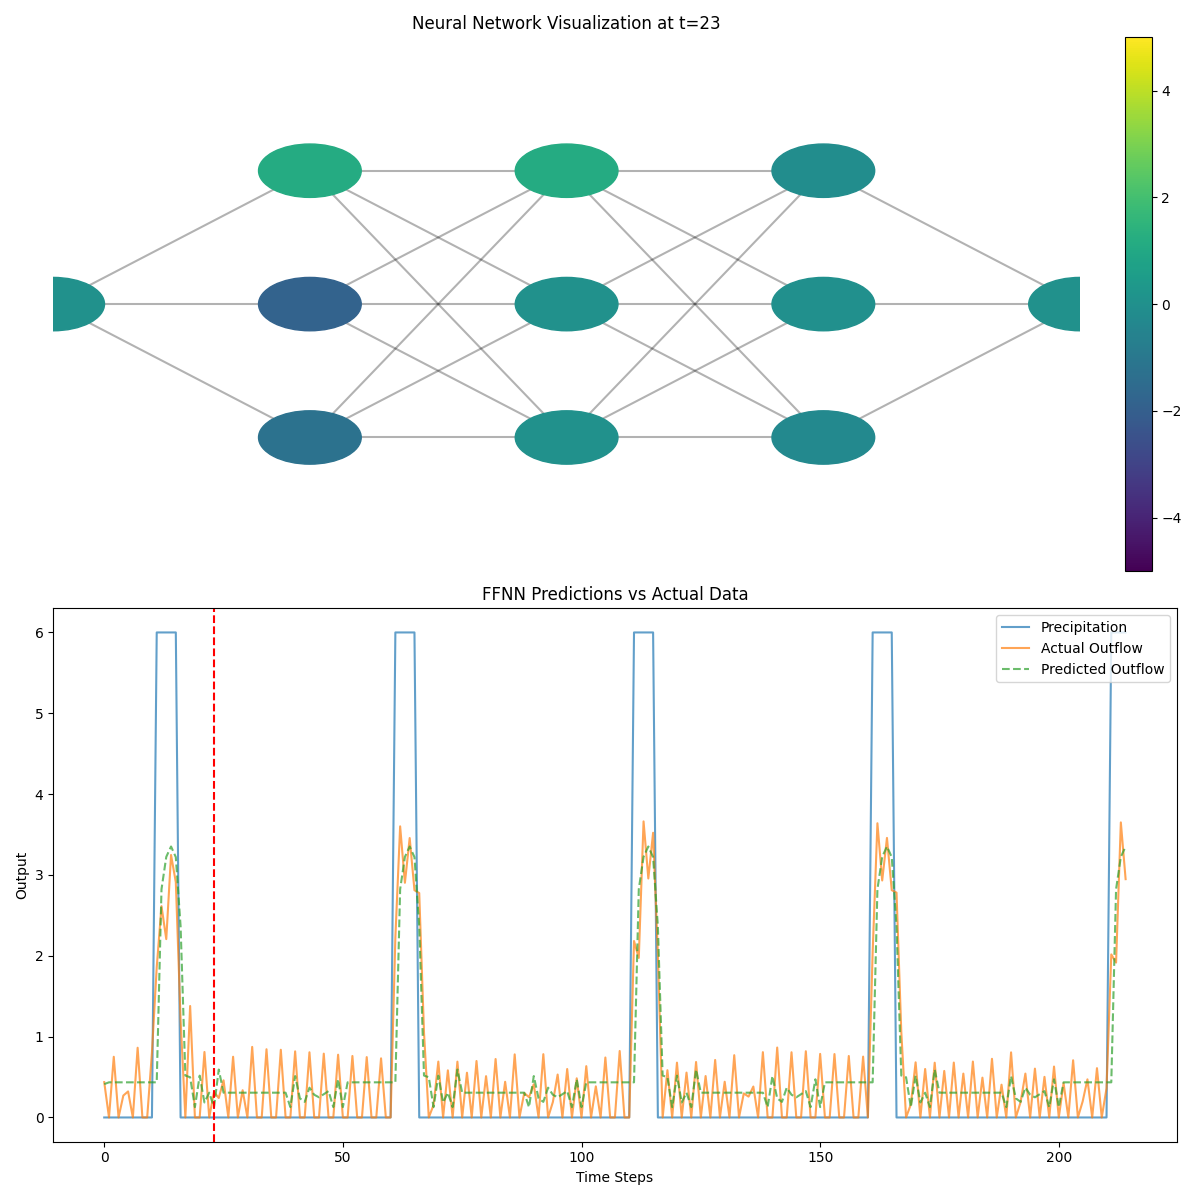 Neural Network Visualization at t=23
4
2
0
−2
−4
FFNN Predictions vs Actual Data
Precipitation
Actual Outflow
Predicted Outflow
Output
6
5
4
3
2
1
0
0 50 100 150 200
Time Steps